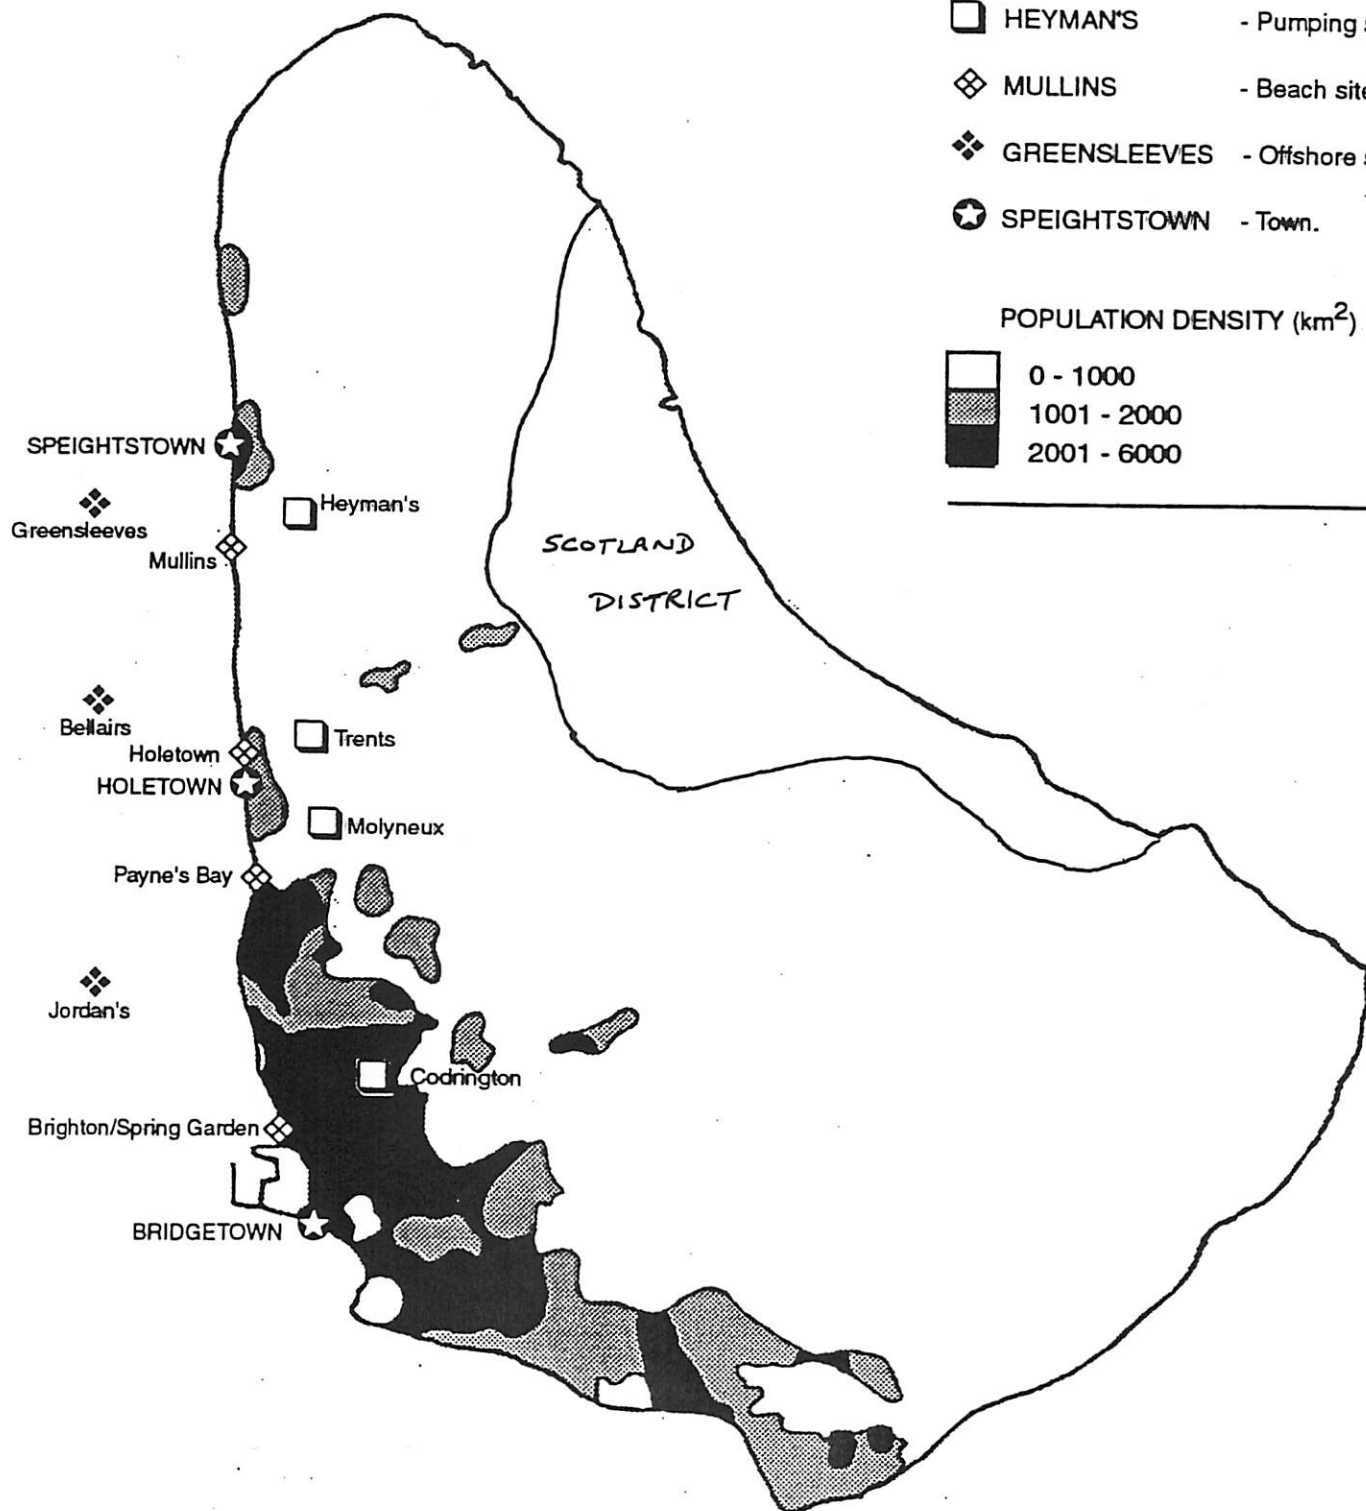 HEYMAN'S - Pumping
MULLINS - Beach site
GREENSLEEVES - Offshore
SPEIGHTSTOWN - Town.
POPULATION DENSITY (km²)
0 - 1000
1001 - 2000
2001 - 6000
SPEIGHTSTOWN
Heyman's
Greensleeves
Mullins
SCOTLAND
DISTRICT
Bellairs
Holetown
Trents
HOLETOWN
Molyneux
Payne's Bay
Jordan's
Codrington
Brighton/Spring Garden
BRIDGETOWN